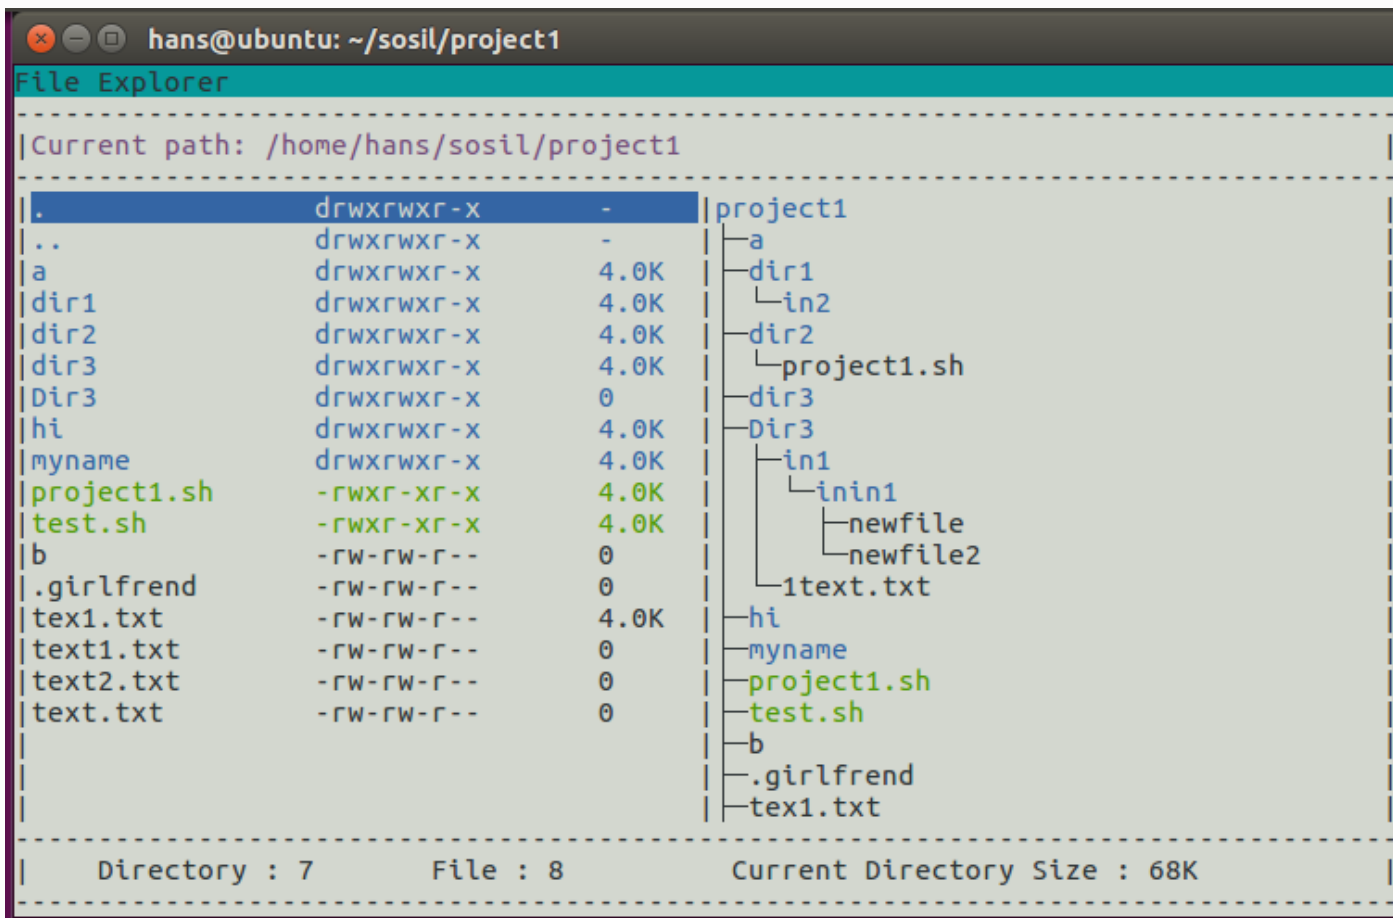 hans@ubuntu: ~/sosil/project1
File Explorer
--------------------------------------------------------------------------------
|Current path: /home/hans/sosil/project1 |
--------------------------------------------------------------------------------
|. drwxrwxr-x - |project1 |
|.. drwxrwxr-x - | ├─a |
|a drwxrwxr-x 4.0K | ├─dir1 |
|dir1 drwxrwxr-x 4.0K | │ └─in2 |
|dir2 drwxrwxr-x 4.0K | ├─dir2 |
|dir3 drwxrwxr-x 4.0K | │ └─project1.sh |
|Dir3 drwxrwxr-x 0 | ├─dir3 |
|hi drwxrwxr-x 4.0K | ├─Dir3 |
|myname drwxrwxr-x 4.0K | │ ├─in1 |
|project1.sh -rwxr-xr-x 4.0K | │ │ └─inin1 |
|test.sh -rwxr-xr-x 4.0K | │ │ ├─newfile |
|b -rw-rw-r-- 0 | │ │ └─newfile2 |
|.girlfrend -rw-rw-r-- 0 | │ └─1text.txt |
|tex1.txt -rw-rw-r-- 4.0K | ├─hi |
|text1.txt -rw-rw-r-- 0 | ├─myname |
|text2.txt -rw-rw-r-- 0 | ├─project1.sh |
|text.txt -rw-rw-r-- 0 | ├─test.sh |
| | ├─b |
| | ├─.girlfrend |
| | ├─tex1.txt |
--------------------------------------------------------------------------------
| Directory : 7 File : 8 Current Directory Size : 68K |
--------------------------------------------------------------------------------